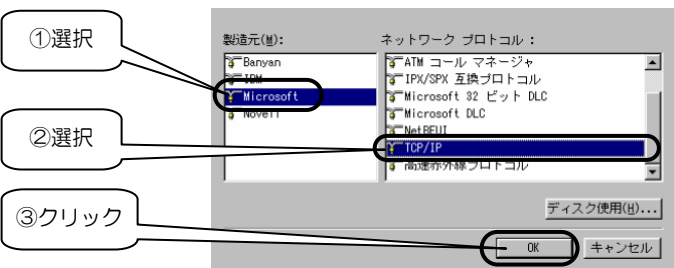 ①選択
②選択
③クリック
製造元(M):
Banyan
IBM
Microsoft
Novell
ネットワーク プロトコル :
ATM コール マネージャ
IPX/SPX 互換プロトコル
Microsoft 32 ビット DLC
Microsoft DLC
NetBEUI
TCP/IP
高速赤外線プロトコル
ディスク使用(H)...
OK
キャンセル